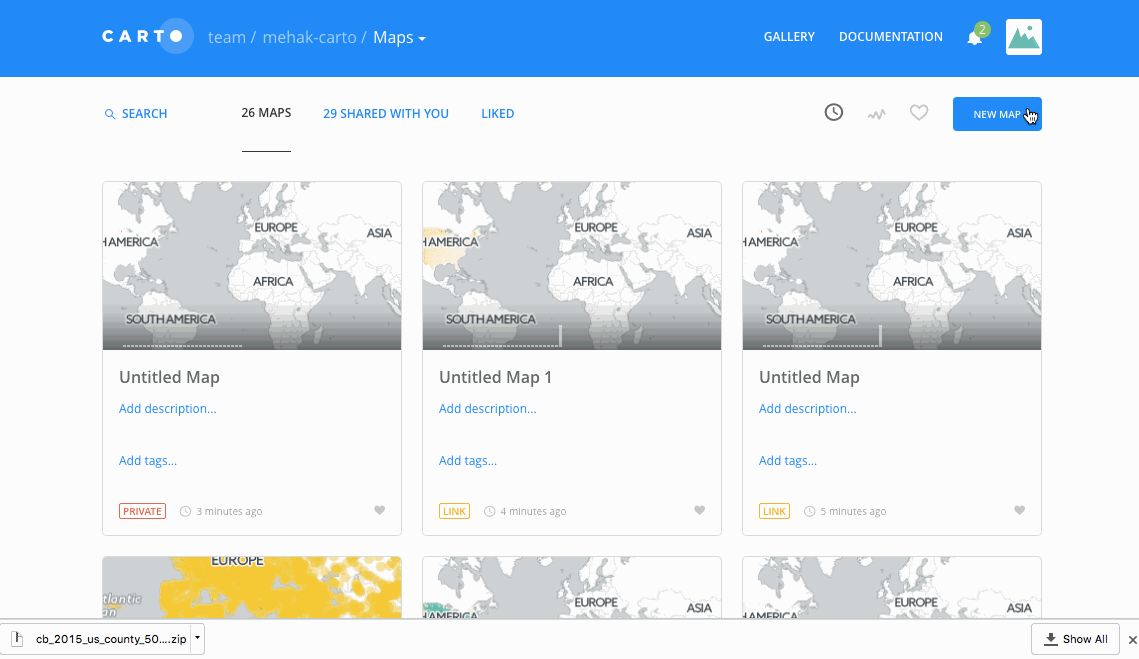 CARTO team / mehak-carto / Maps GALLERY DOCUMENTATION 2
SEARCH 26 MAPS 29 SHARED WITH YOU LIKED NEW MAP
EUROPE ASIA EUROPE ASIA EUROPE ASIA
H AMERICA H AMERICA H AMERICA
AFRICA AFRICA AFRICA
SOUTH AMERICA SOUTH AMERICA SOUTH AMERICA
Untitled Map Untitled Map 1 Untitled Map
Add description... Add description... Add description...
Add tags... Add tags... Add tags...
PRIVATE 3 minutes ago LINK 4 minutes ago LINK 5 minutes ago
EUROPE
tlantic EUROPE ASIA EUROPE ASIA
an H AMERICA H AMERICA
cb_2015_us_county_50....zip Show All